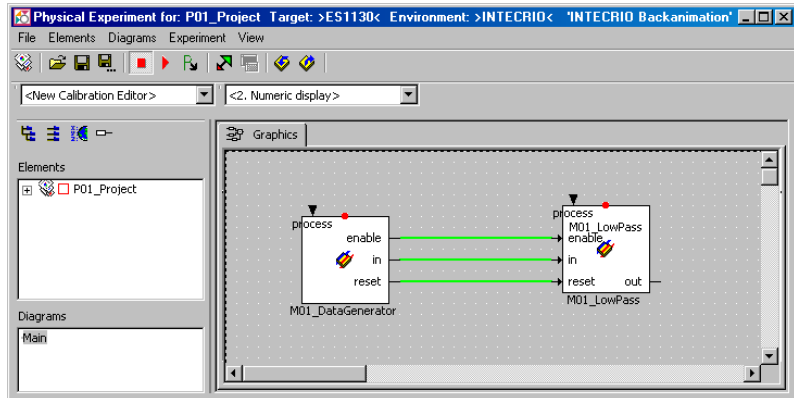 Physical Experiment for: P01_Project Target: >ES1130< Environment: >INTECRIO< 'INTECRIO Backanimation'
File Elements Diagrams Experiment View
<New Calibration Editor> <2. Numeric display>
Graphics
Elements
P01_Project
process
enable
in
reset
M01_DataGenerator
process
M01_LowPass
enable
in
reset out
M01_LowPass
Diagrams
Main